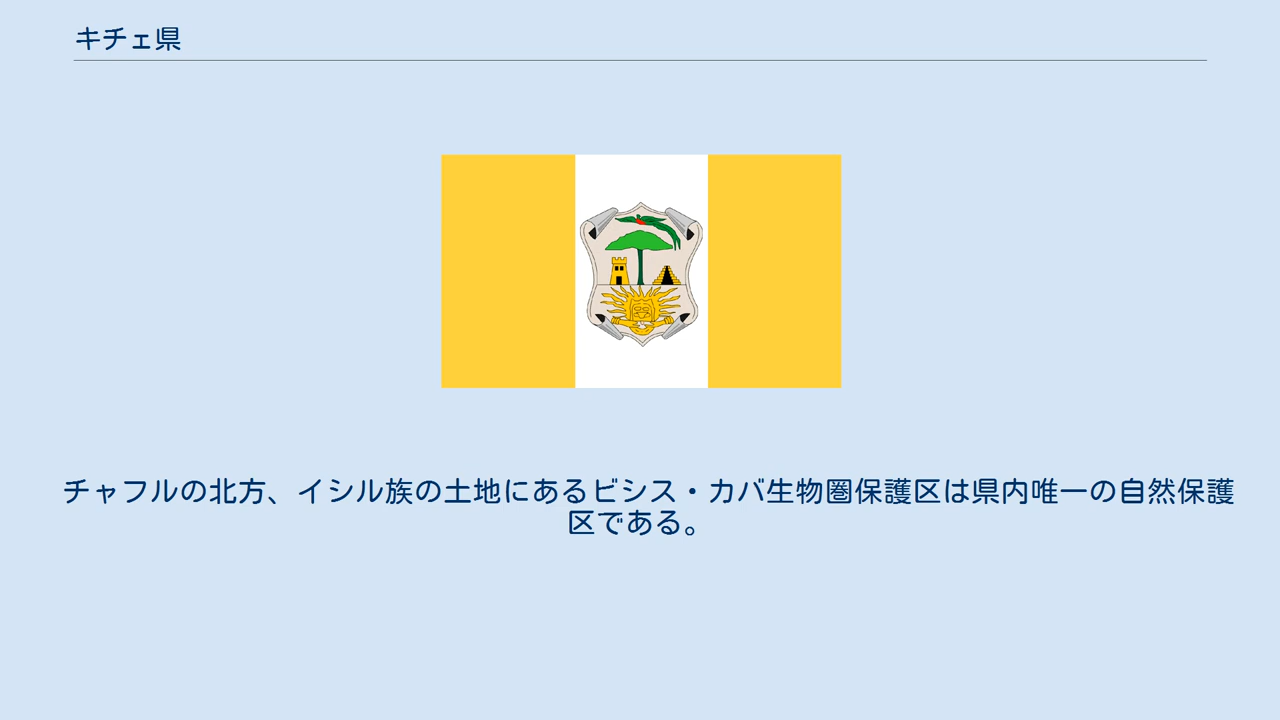 キチェ県
チャフルの北方、イシル族の土地にあるビシス・カバ生物圏保護区は県内唯一の自然保護
区である。